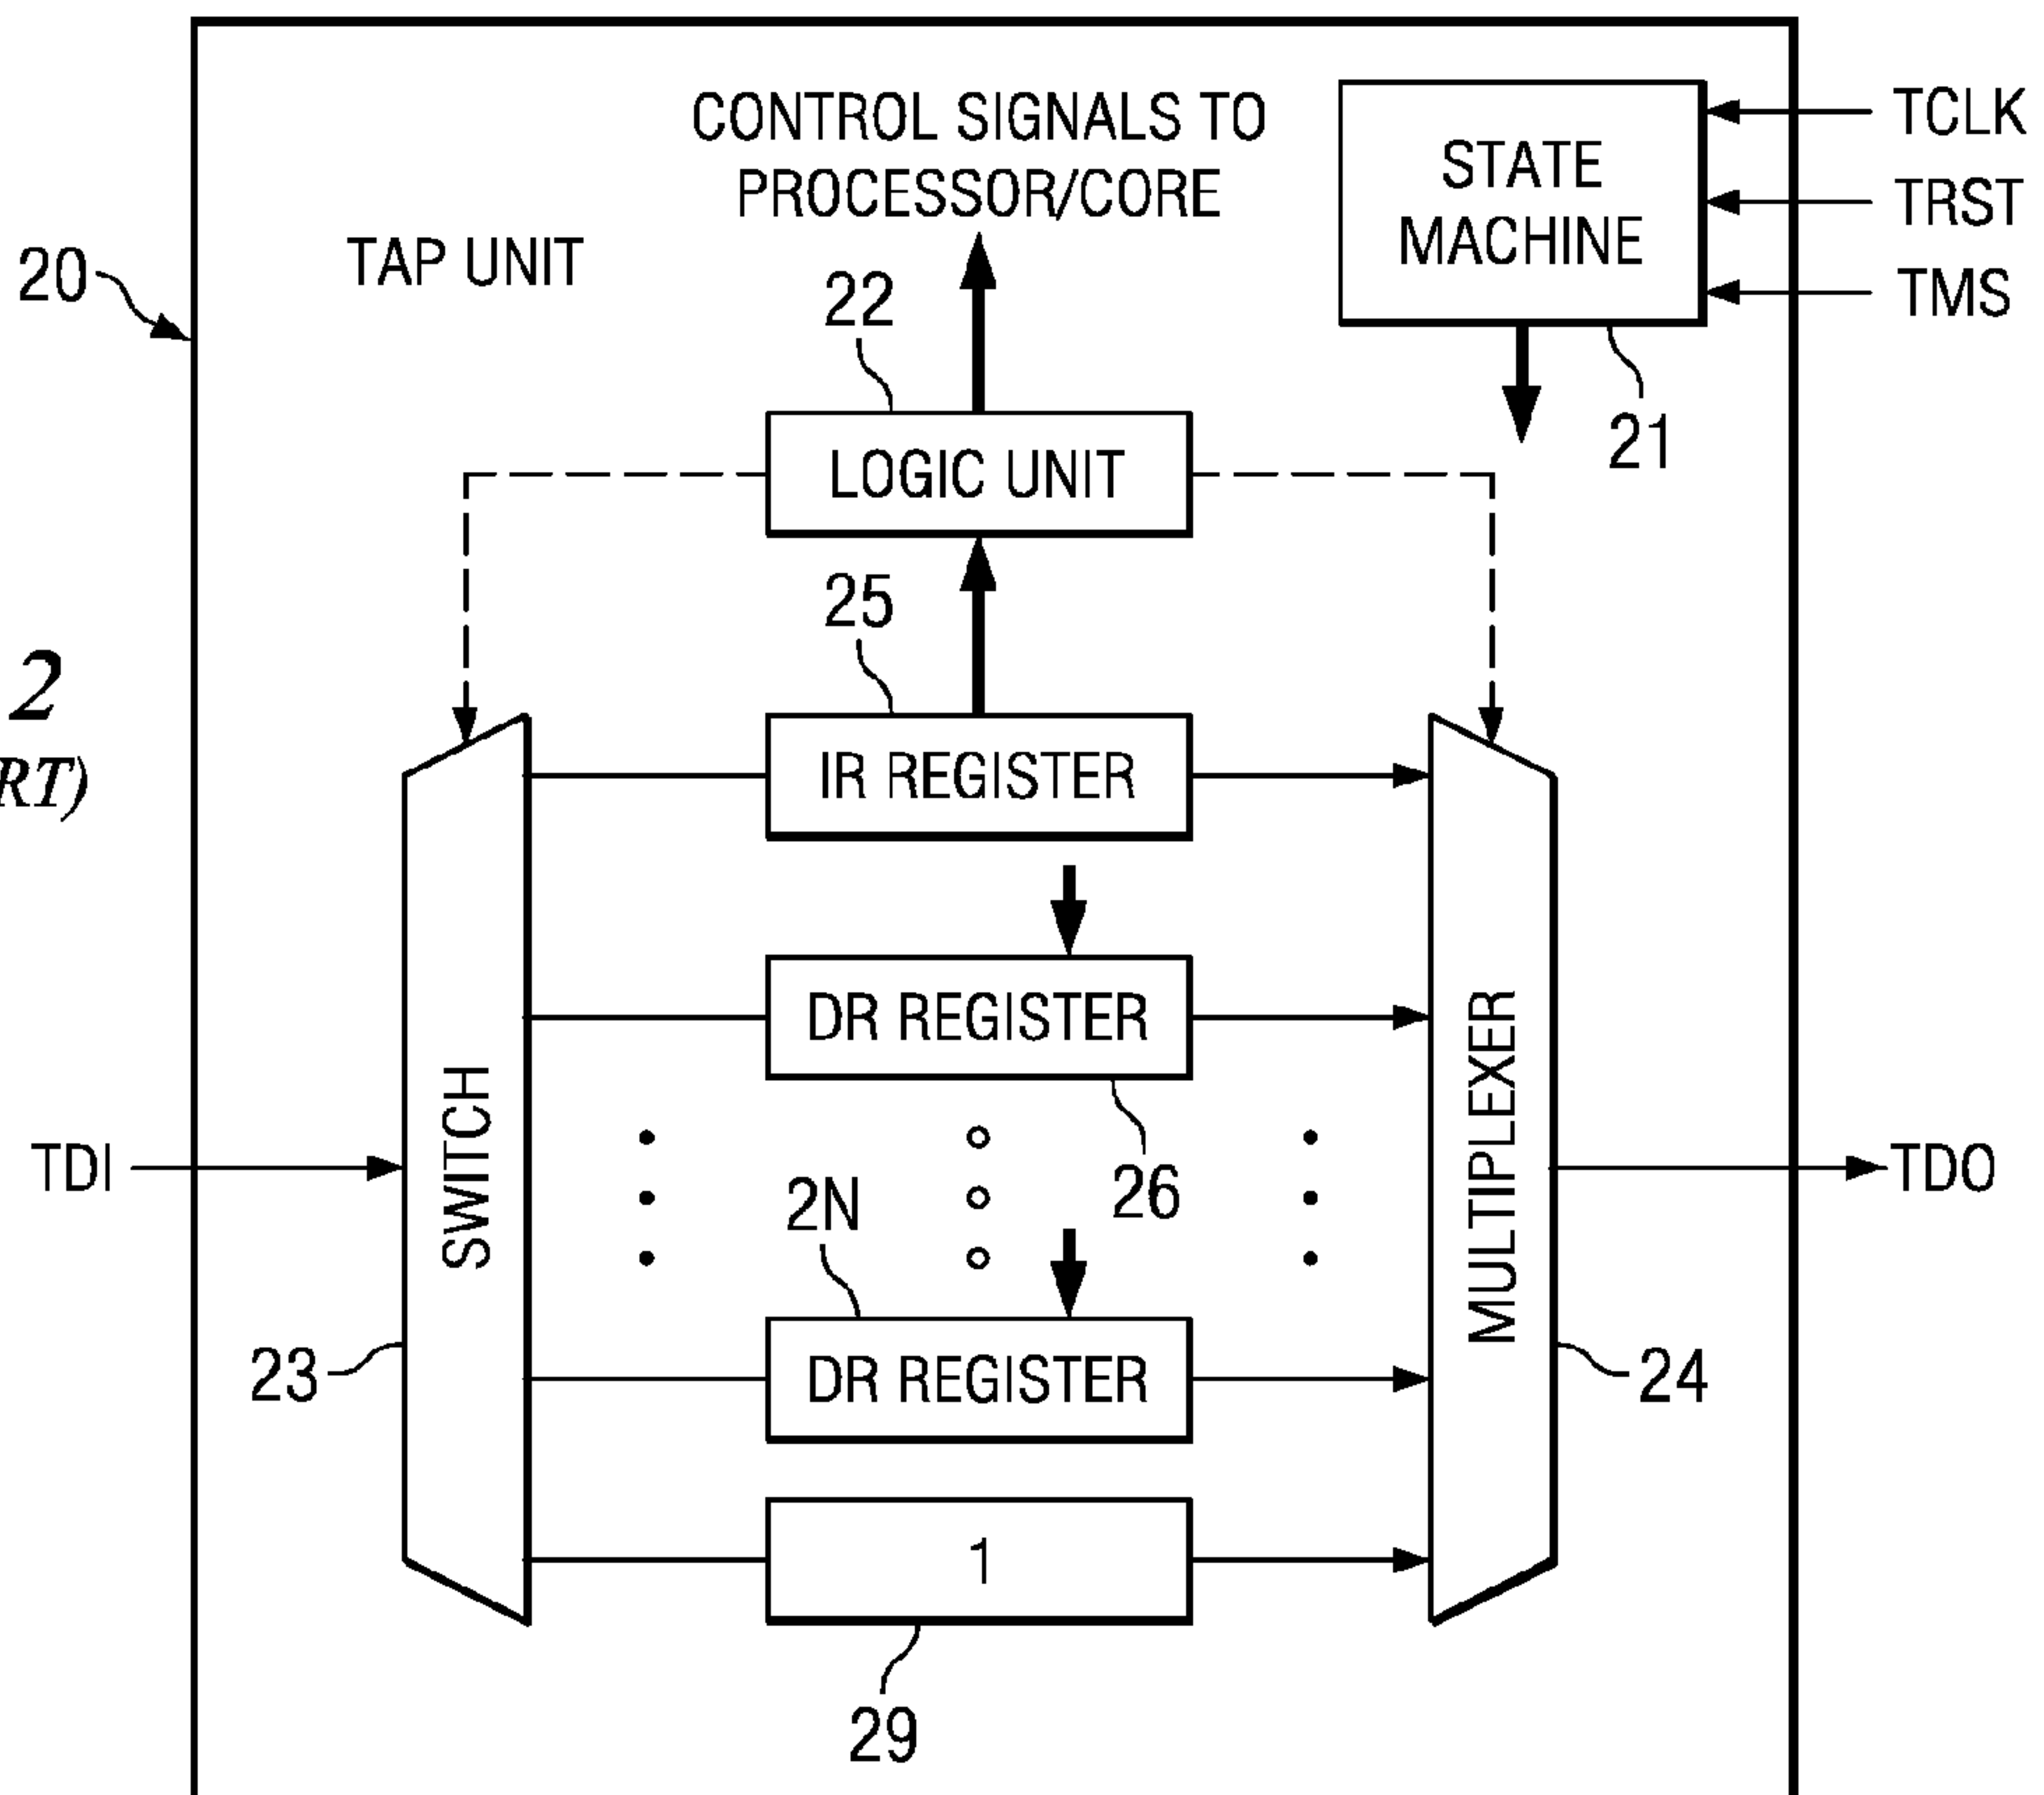 CONTROL SIGNALS TO
PROCESSOR/CORE
STATE
MACHINE
TCLK
TRST
TMS
TAP UNIT
20
22
21
LOGIC UNIT
25
2
RT)
IR REGISTER
DR REGISTER
26
SWITCH
MULTIPLEXER
TDI
TDO
2N
DR REGISTER
23
24
1
29